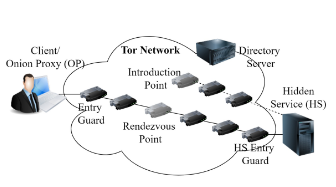 Client/
Onion Proxy (OP)
Tor Network
Directory
Server
Introduction
Point
Hidden
Service (HS)
Entry
Guard
Rendezvous
Point
HS Entry
Guard